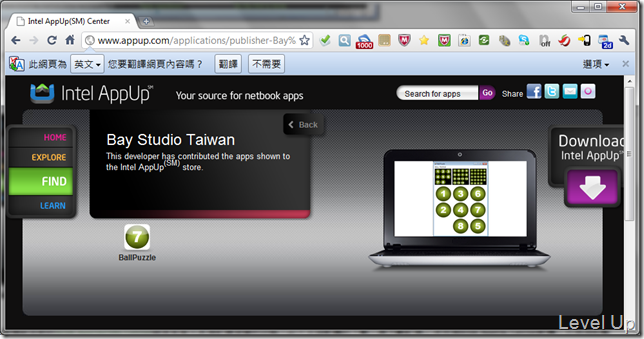 Intel AppUp(SM) Center
www.appup.com/applications/publisher-Bay%
1000
2d
此網頁為 英文 您要翻譯網頁內容嗎？ 翻譯 不需要 選項
Intel AppUp SM
Your source for netbook apps
Search for apps Go Share
HOME
EXPLORE
FIND
LEARN
Back
Bay Studio Taiwan
This developer has contributed the apps shown to
the Intel AppUp(SM) store.
Download
Intel AppUp
7
BallPuzzle
1 3 6
2 4 7
8 5
Level Up